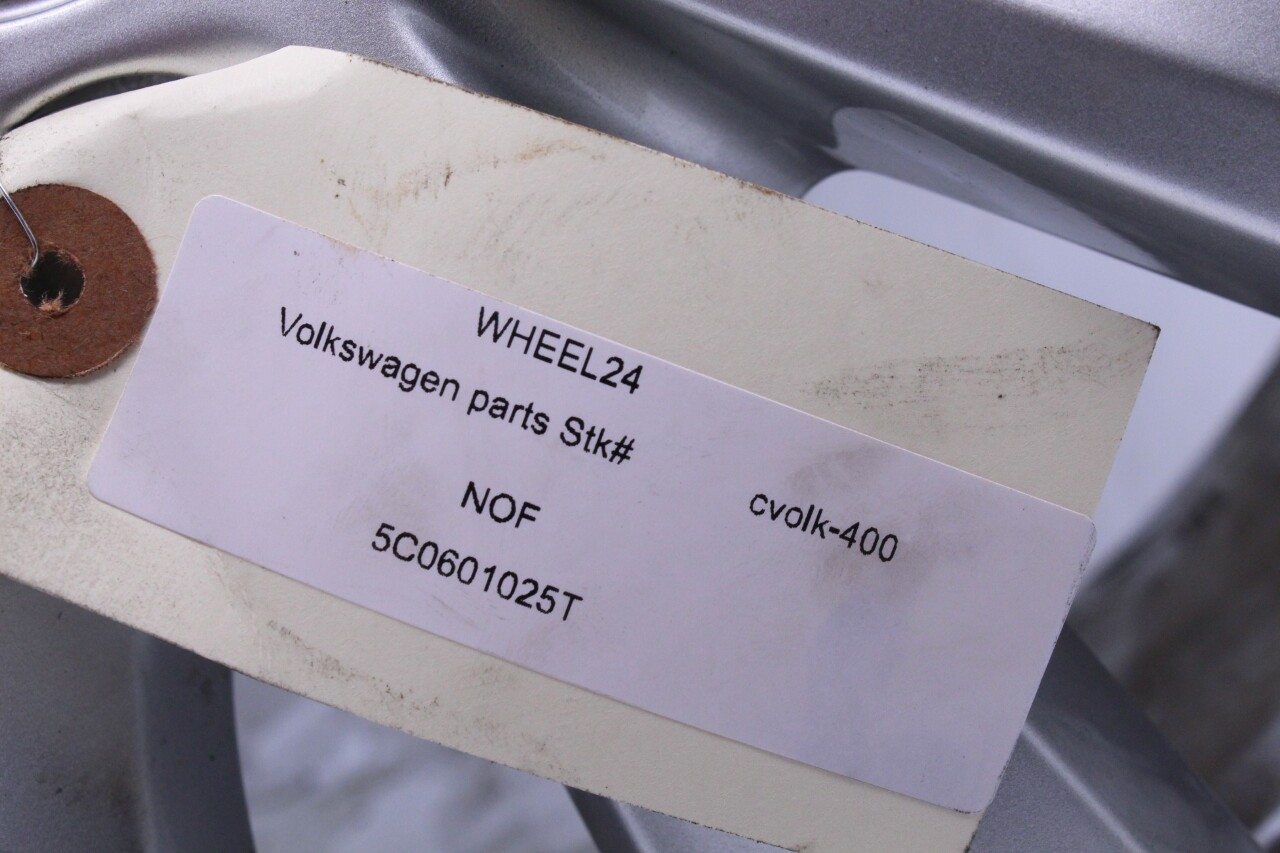 WHEEL24
Volkswagen parts Stk#
cvolk-400
NOF
5C0601025T